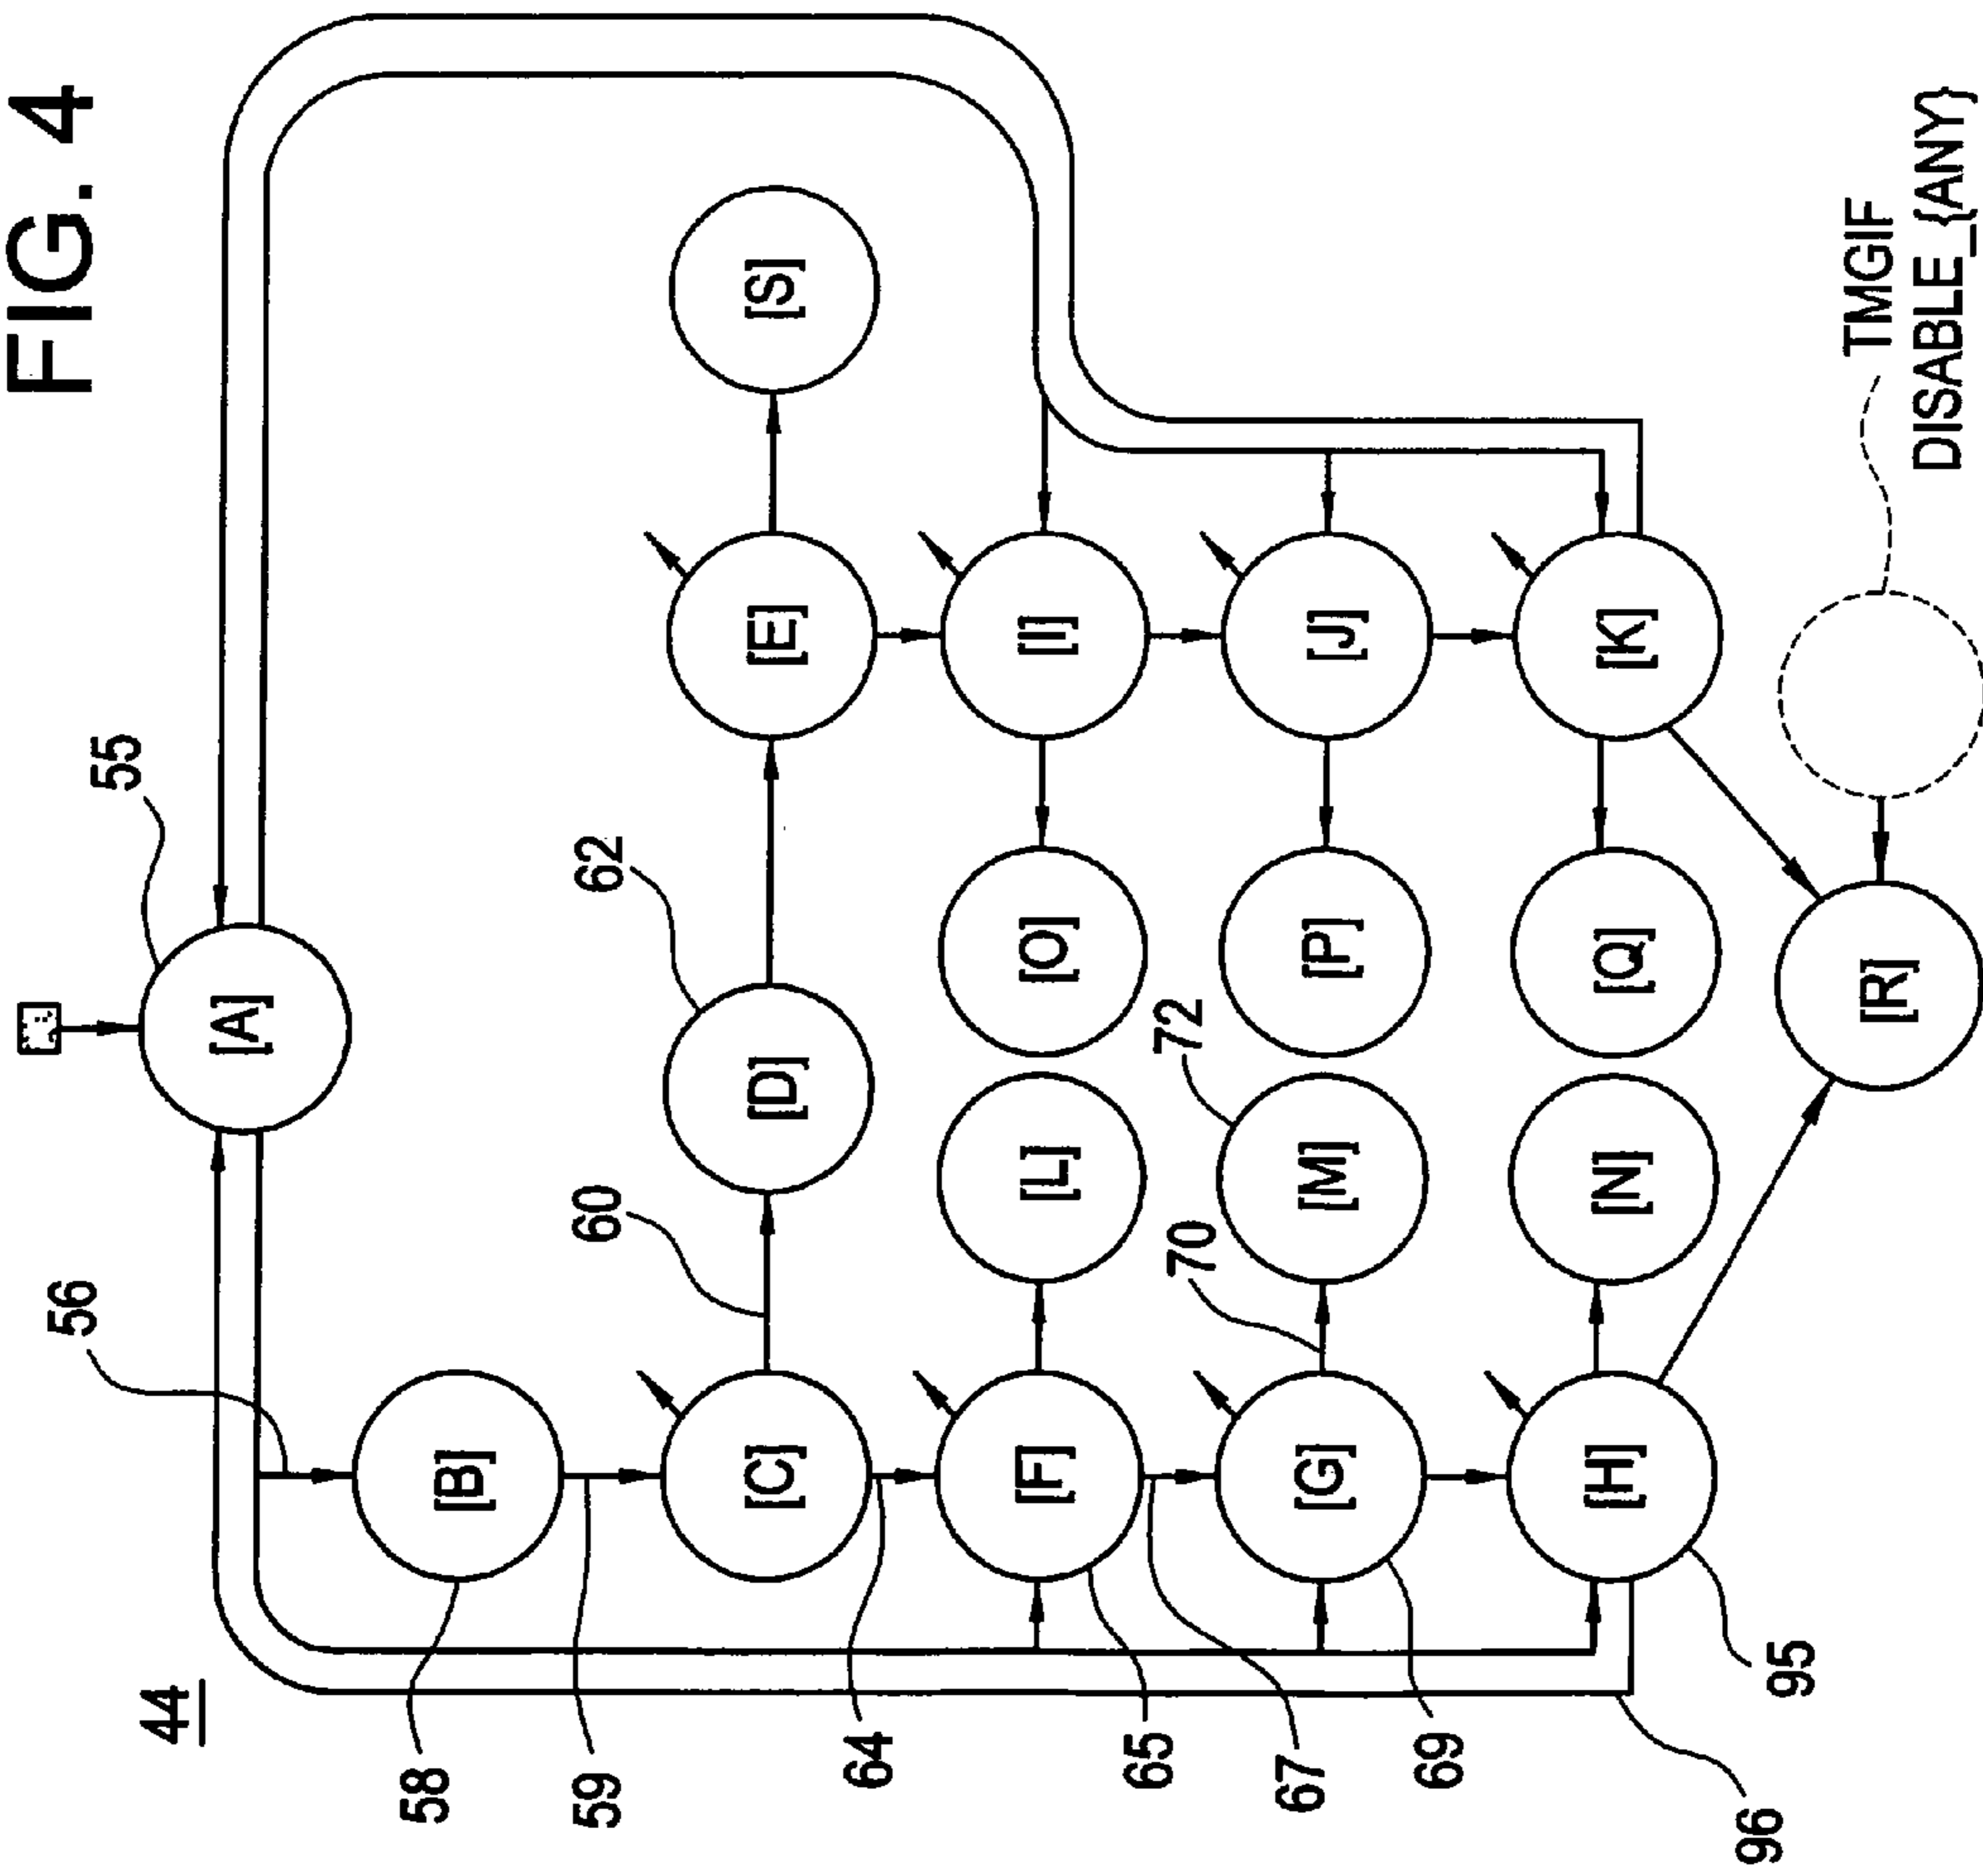 FIG. 4
44
55
[A]
56
[B]
58
59
60
62
[C]
[D]
[E]
[S]
64
[F]
[L]
[O]
[I]
65
67
69
70
72
[G]
[M]
[P]
[J]
[H]
[N]
[Q]
[K]
95
96
[R]
TMGIF
DISABLE_{ANY}